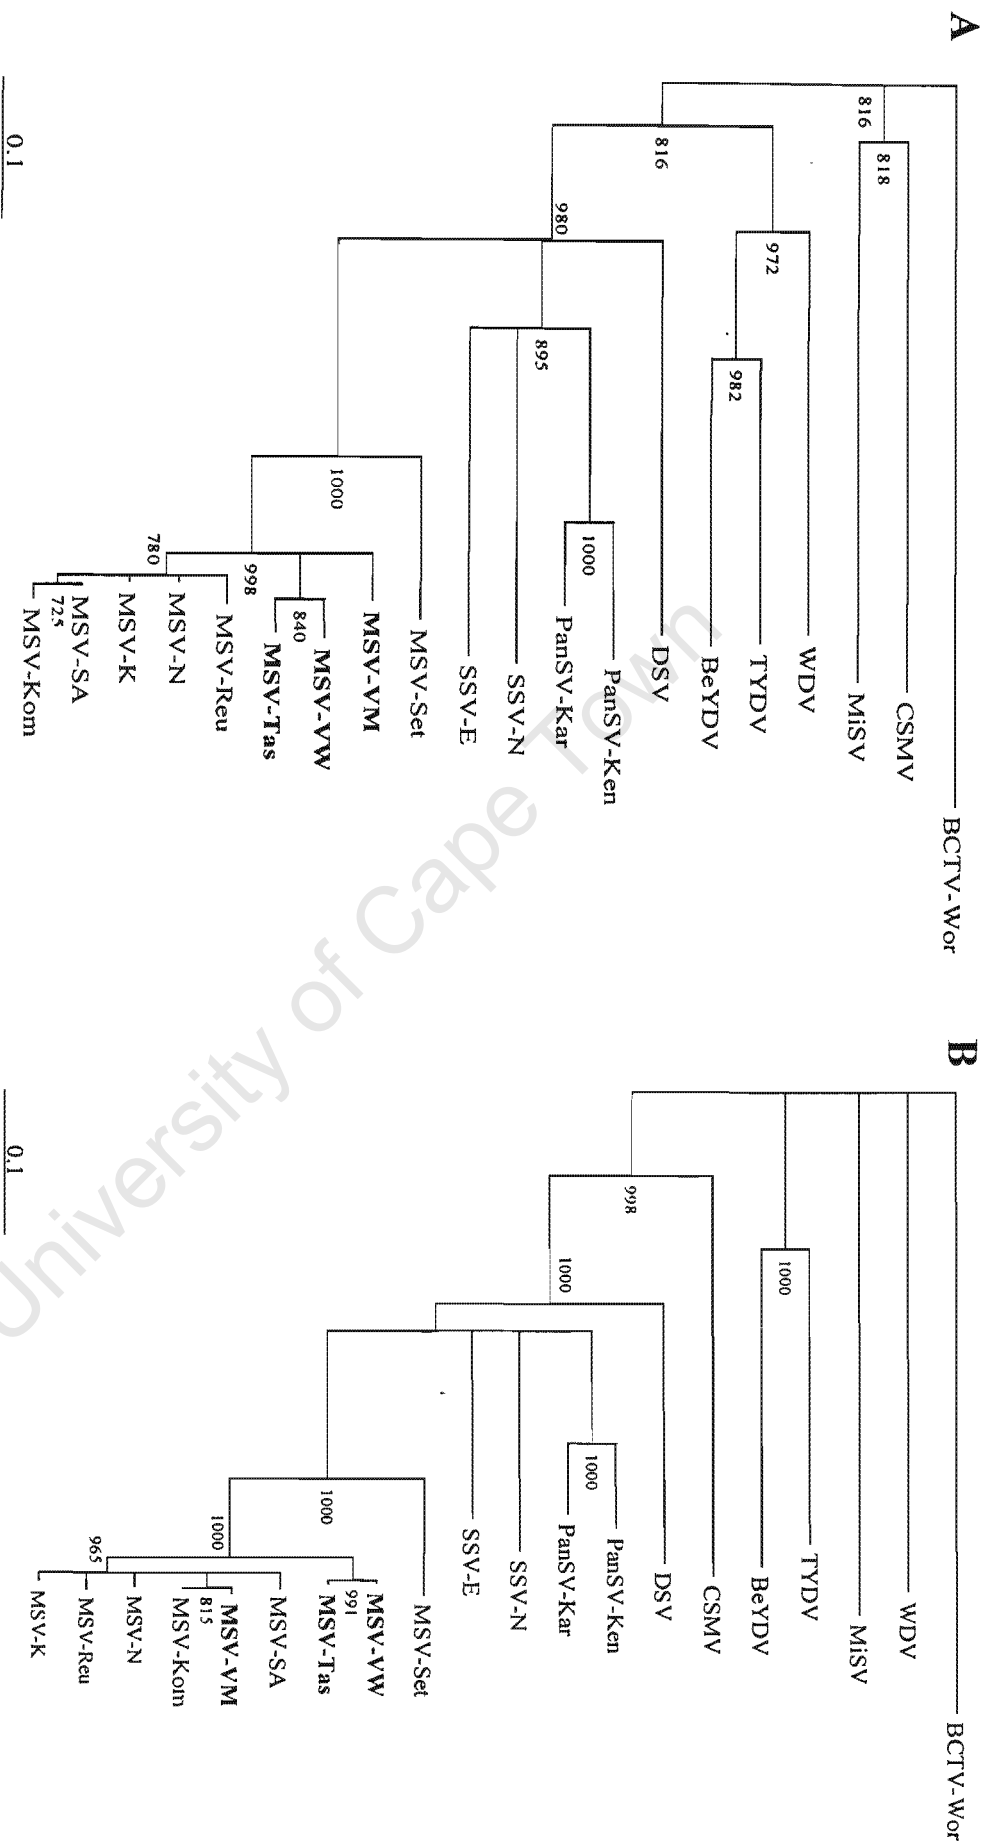 A
BCTV-Wor
CSMV
818
816
MiSV
WDV
972
TYDV
982
BeYDV
816
DSV
980
PanSV-Ken
1000
PanSV-Kar
895
SSV-N
SSV-E
MSV-Set
1000
MSV-VM
MSV-VW
840
MSV-Tas
998
MSV-Reu
MSV-N
780
MSV-K
MSV-SA
725
MSV-Kom
0.1
B
BCTV-Wor
WDV
MiSV
TYDV
1000
BeYDV
CSMV
998
DSV
1000
PanSV-Ken
1000
PanSV-Kar
SSV-N
SSV-E
MSV-Set
1000
MSV-VW
991
MSV-Tas
1000
MSV-SA
MSV-VM
815
MSV-Kom
MSV-N
965
MSV-Reu
MSV-K
0.1
University of Cape Town